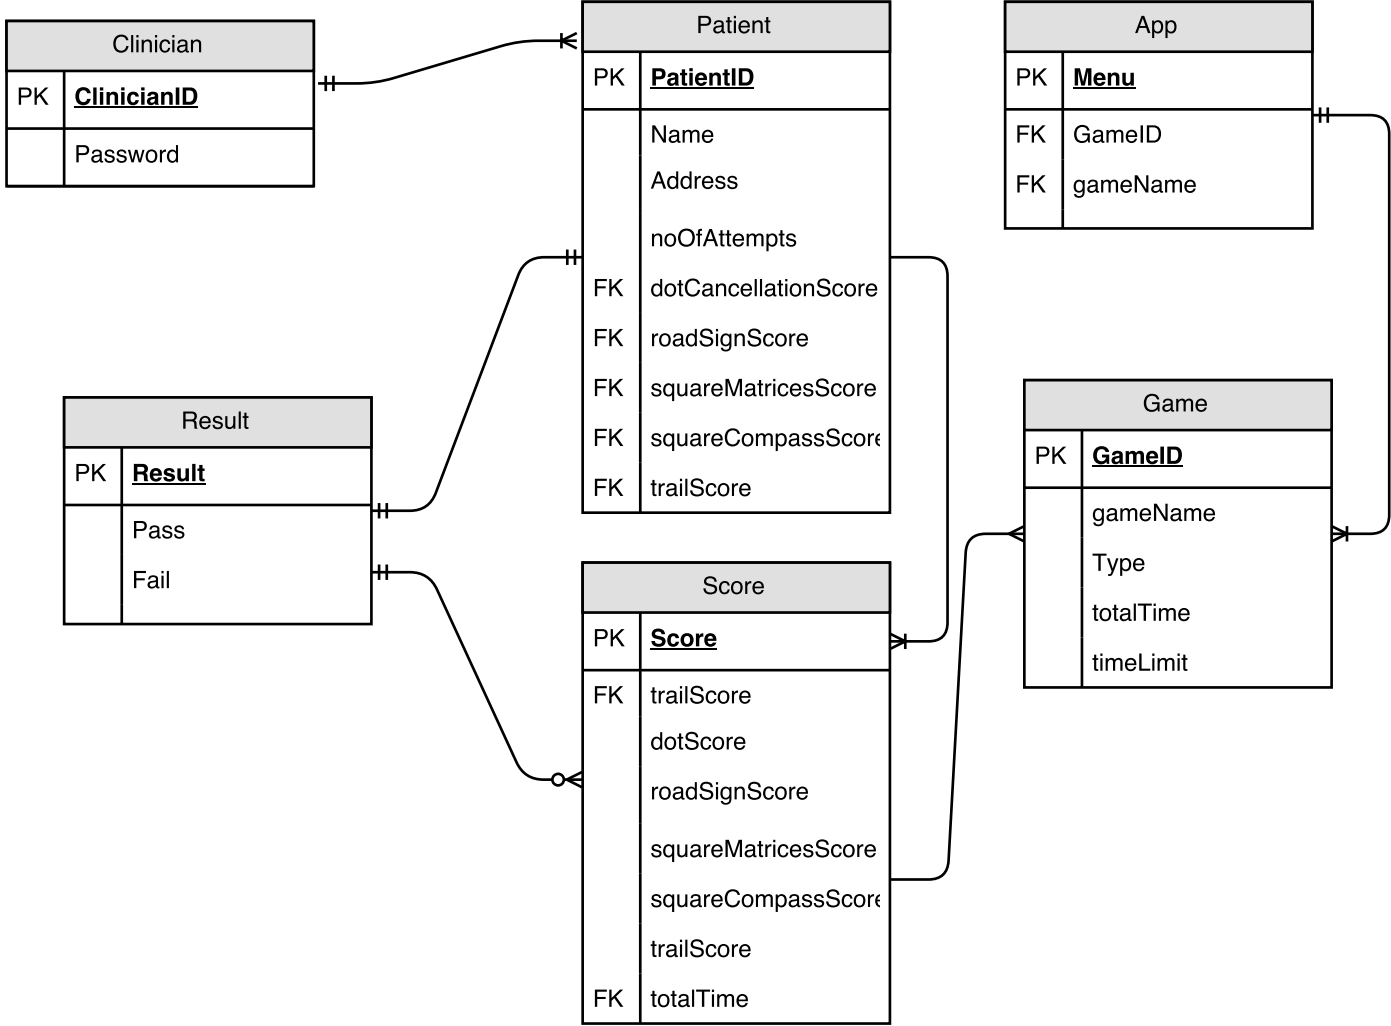 Clinician
PK ClinicianID
Password
Patient
PK PatientID
Name
Address
noOfAttempts
FK dotCancellationScore
FK roadSignScore
FK squareMatricesScore
FK squareCompassScore
FK trailScore
App
PK Menu
FK GameID
FK gameName
Result
PK Result
Pass
Fail
Score
PK Score
FK trailScore
dotScore
roadSignScore
squareMatricesScore
squareCompassScore
trailScore
FK totalTime
Game
PK GameID
gameName
Type
totalTime
timeLimit